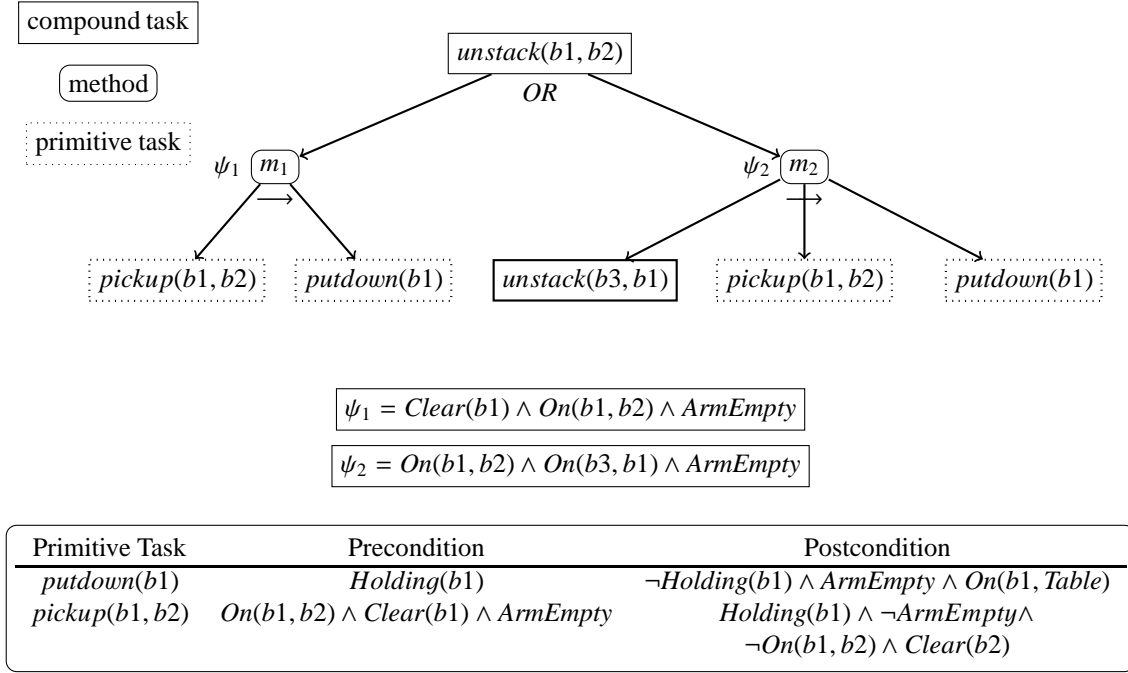 compound task
unstack(b1, b2)
OR
method
primitive task
ψ₁ m₁ ψ₂ m₂
→ →
pickup(b1, b2) putdown(b1) unstack(b3, b1) pickup(b1, b2) putdown(b1)
ψ₁ = Clear(b1) ∧ On(b1, b2) ∧ ArmEmpty
ψ₂ = On(b1, b2) ∧ On(b3, b1) ∧ ArmEmpty
Primitive Task Precondition Postcondition
putdown(b1) Holding(b1) ¬Holding(b1) ∧ ArmEmpty ∧ On(b1, Table)
pickup(b1, b2) On(b1, b2) ∧ Clear(b1) ∧ ArmEmpty Holding(b1) ∧ ¬ArmEmpty∧
¬On(b1, b2) ∧ Clear(b2)